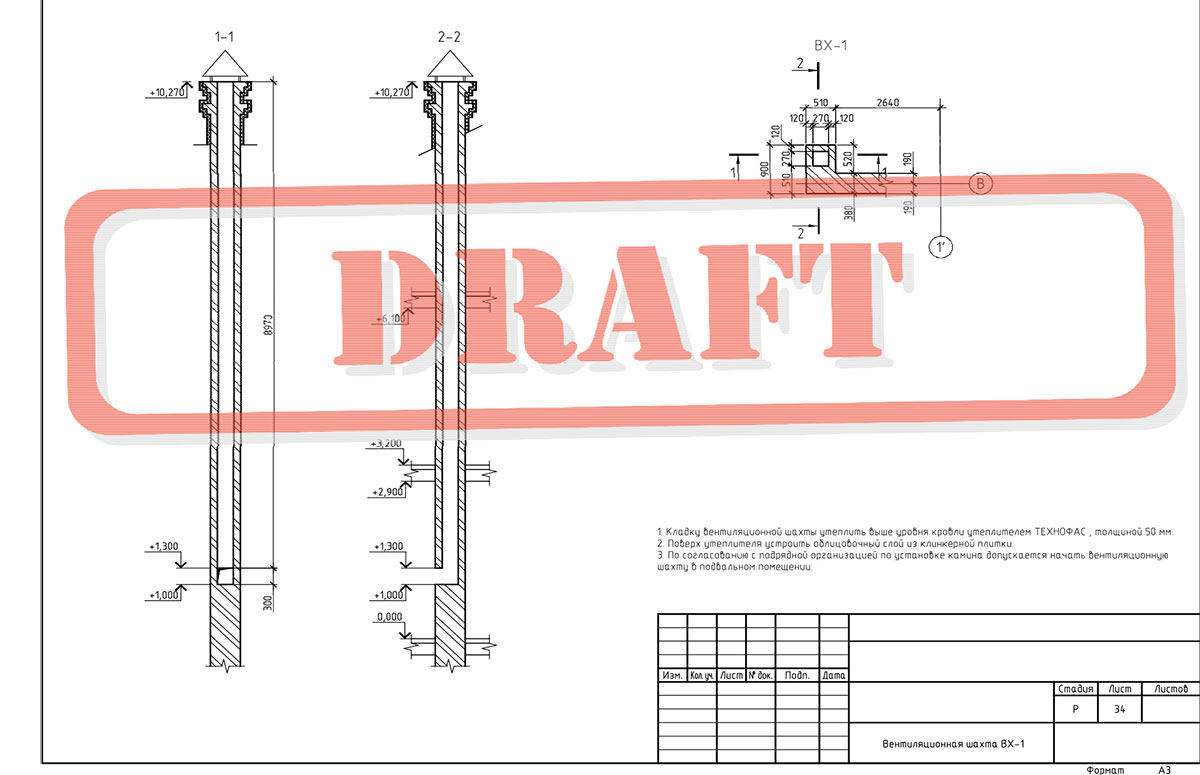 1-1
2-2
ВХ-1
2
+10,270
+10,270
510
2640
120
270
120
120
270
510
900
520
190
1
1
380
190
В
2
1'
DRAFT
8970
+6,100
+3,200
+2,900
+1,300
+1,300
+1,000
+1,000
300
0,000
1. Кладку вентиляционной шахты утеплить выше уровня кровли утеплителем ТЕХНОФАС , толщиной 50 мм.
2. Поверх утеплителя устроить облицовочный слой из клинкерной плитки.
3. По согласованию с подрядной организацией по установке камина допускается начать вентиляционную
шахту в подвальном помещении.
Изм. Кол.уч. Лист № док. Подп. Дата
Стадия Лист Листов
Р 34
Вентиляционная шахта ВХ-1
Формат А3